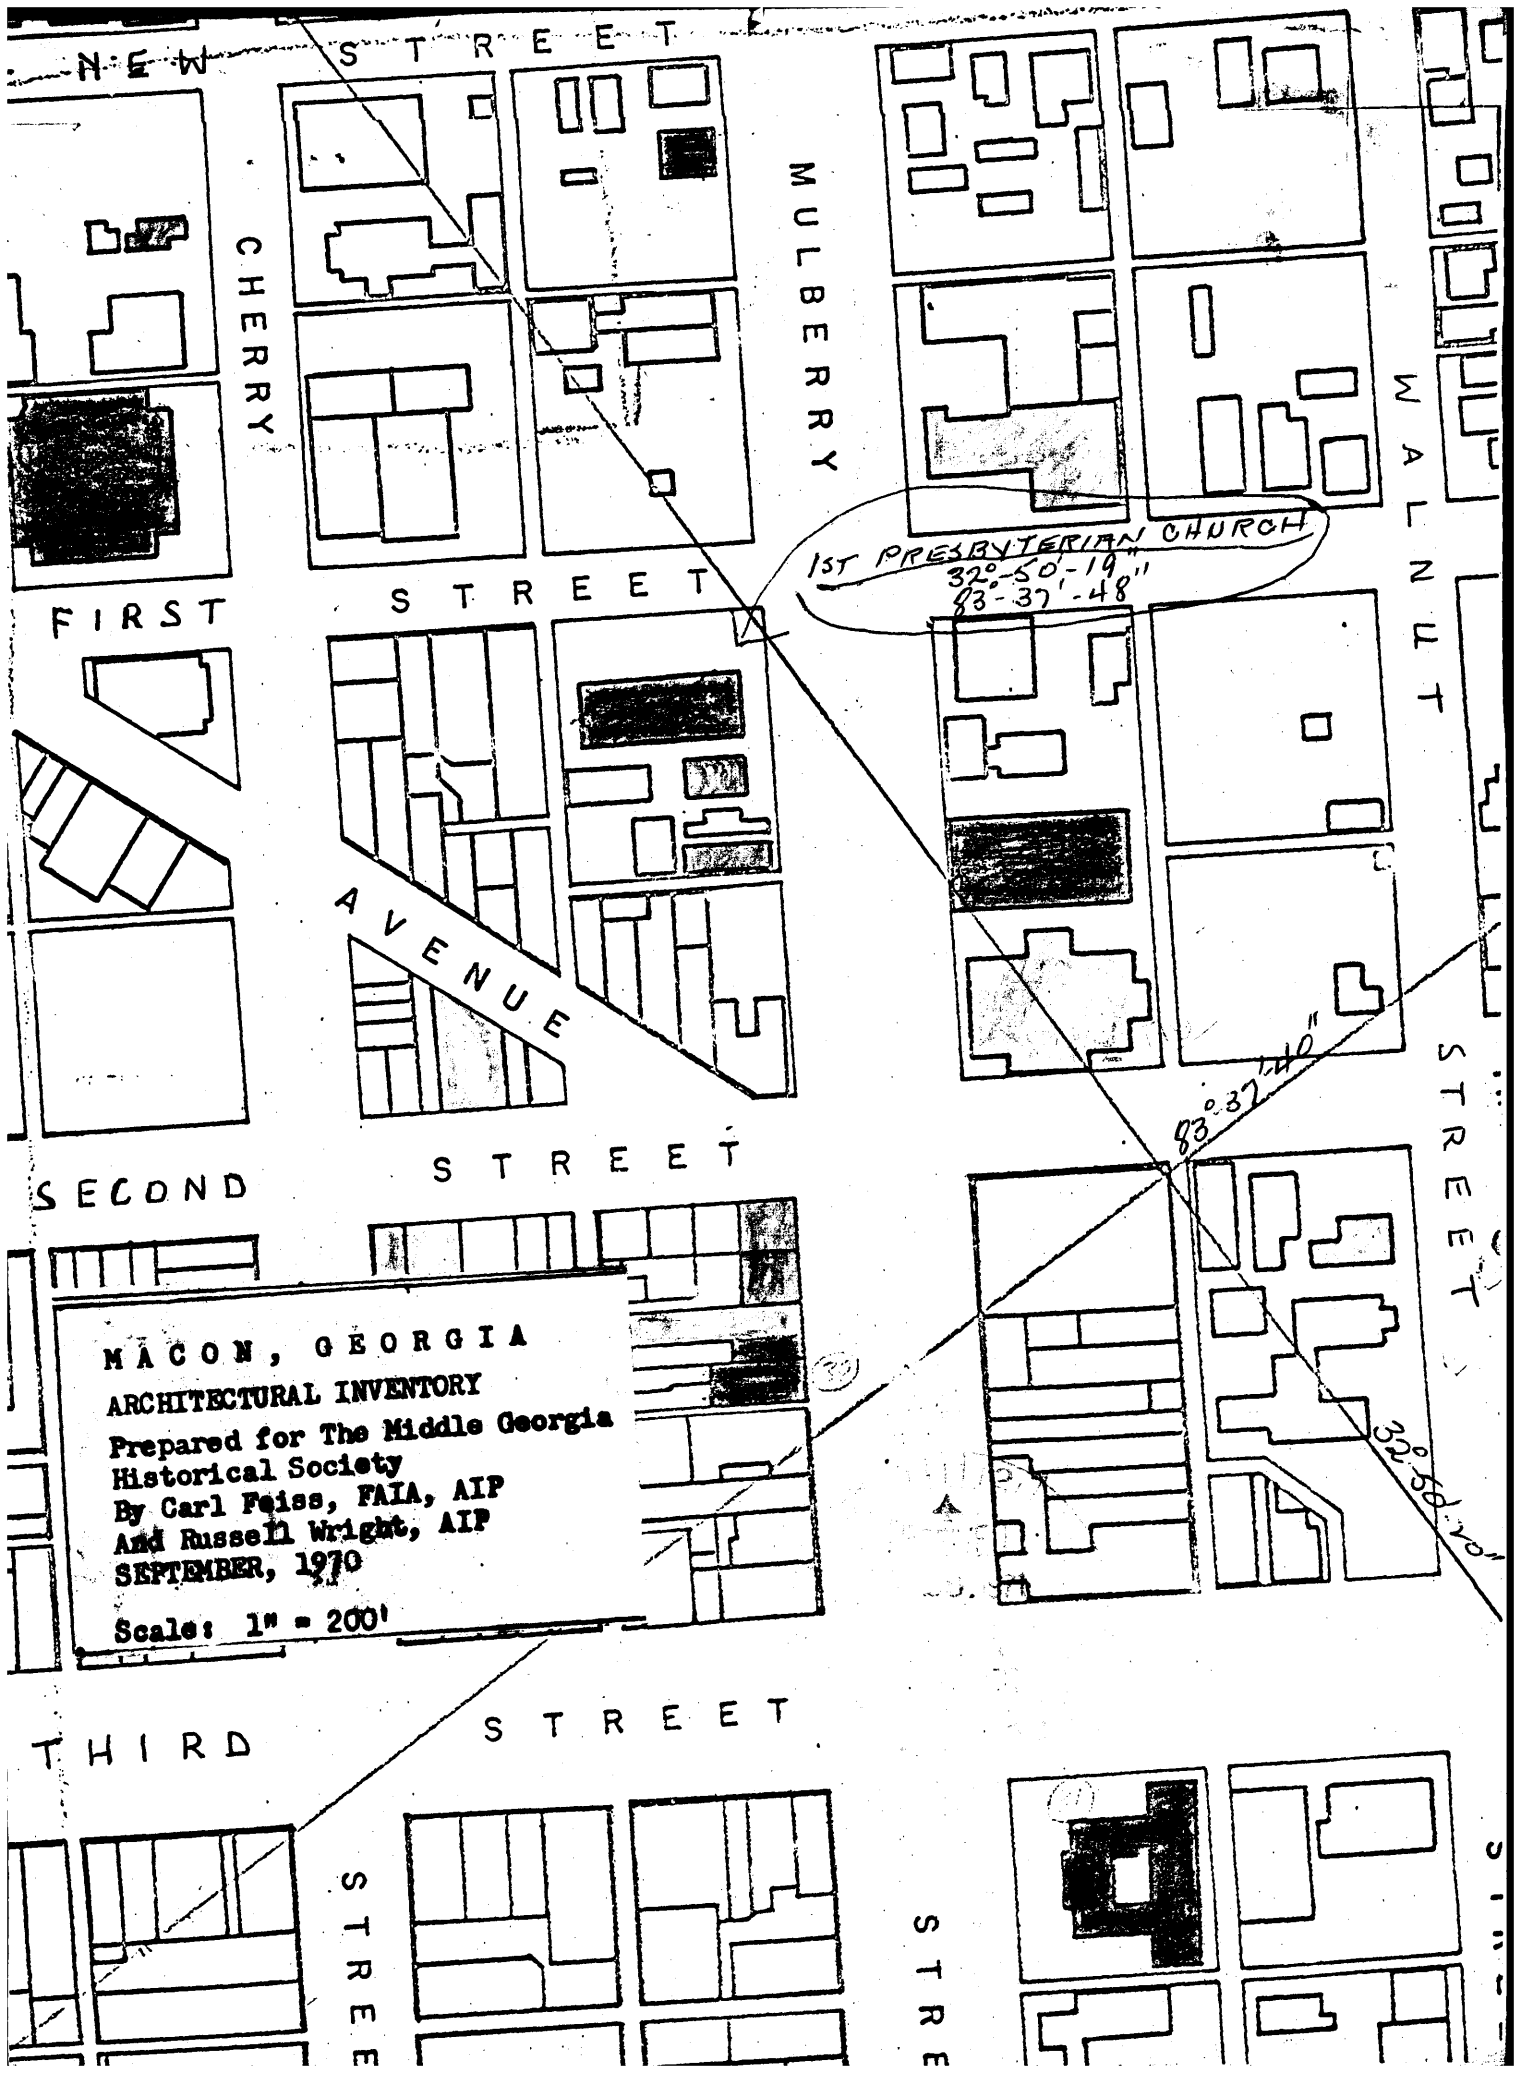 NEW STREET
CHERRY
MULBERRY
WALNUT
1ST PRESBYTERIAN CHURCH
32°-50'-19"
83°-37'-48"
FIRST STREET
AVENUE
83° 37' 40"
STREET
SECOND STREET
MACON, GEORGIA
ARCHITECTURAL INVENTORY
Prepared for The Middle Georgia
Historical Society
By Carl Feiss, FAIA, AIP
And Russell Wright, AIP
SEPTEMBER, 1970
Scale: 1" = 200'
32° 50' 20"
THIRD STREET
STREE
STRE